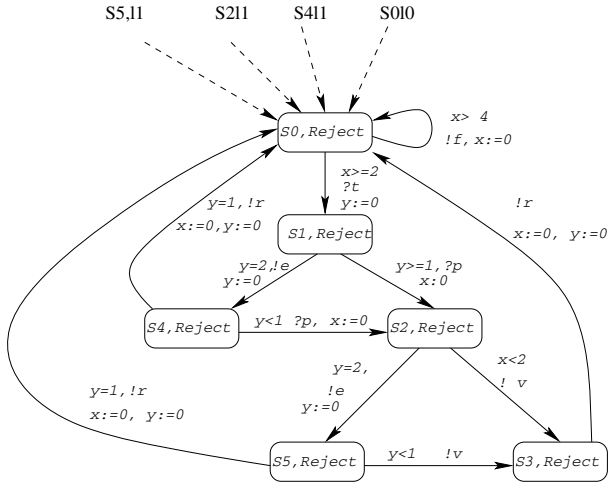 S5,l1
S2l1
S4l1
S0l0
S0,Reject
x> 4
!f,x:=0
x>=2
?t
y:=0
y=1,!r
x:=0,y:=0
!r
x:=0, y:=0
S1,Reject
y=2,!e
y:=0
y>=1,?p
x:0
S4,Reject
y<1 ?p, x:=0
S2,Reject
y=2,
!e
y:=0
x<2
! v
y=1,!r
x:=0, y:=0
S5,Reject
y<1 !v
S3,Reject